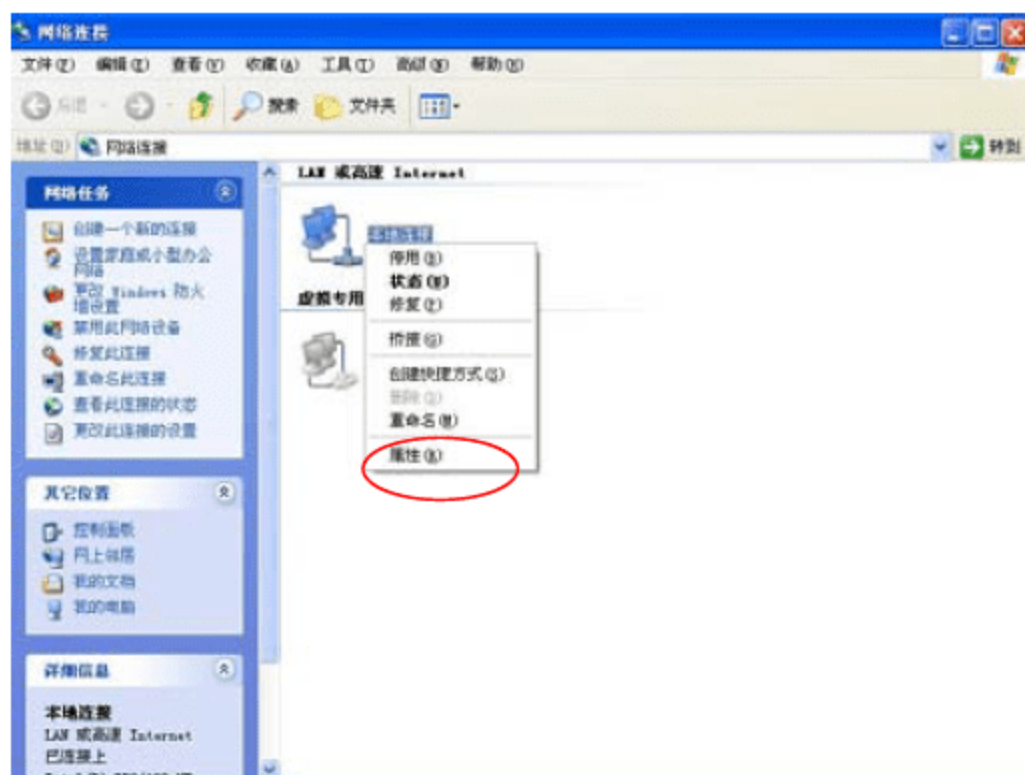 网络连接
文件(F) 编辑(E) 查看(V) 收藏(A) 工具(T) 高级(N) 帮助(H)
后退 搜索 文件夹
地址(D) 网络连接 转到
网络任务
创建一个新的连接
设置家庭或小型办公
网络
更改 Windows 防火
墙设置
禁用此网络设备
修复此连接
重命名此连接
查看此连接的状态
更改此连接的设置
其它位置
控制面板
网上邻居
我的文档
我的电脑
详细信息
本地连接
LAN 或高速 Internet
已连接上
LAN 或高速 Internet
停用(B)
状态(U)
修复(P)
桥接(G)
创建快捷方式(S)
删除(D)
重命名(M)
属性(R)
虚拟专用